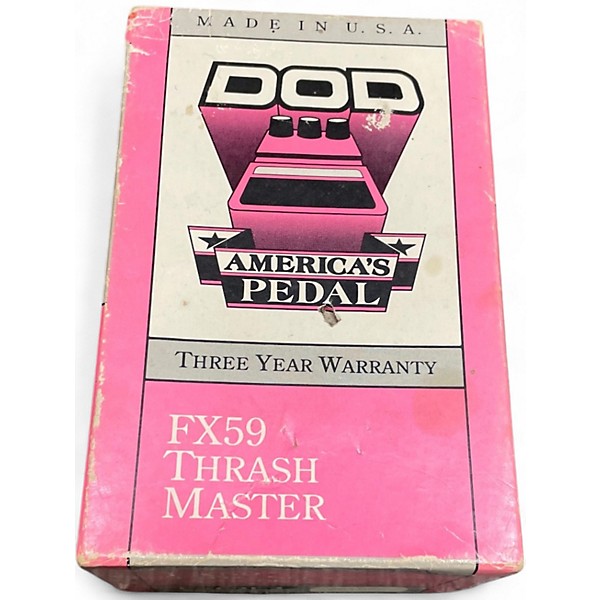 MADE IN U.S.A.
DOD
AMERICA'S
PEDAL
THREE YEAR WARRANTY
FX59
THRASH
MASTER